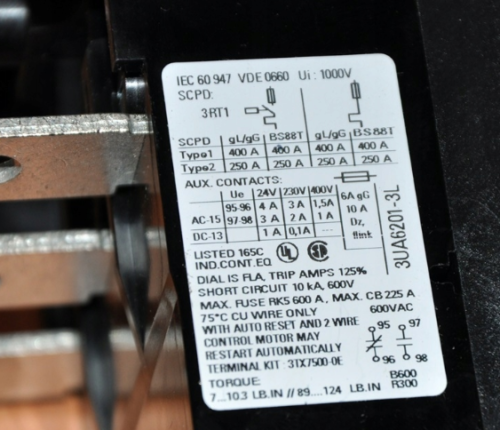 IEC 60 947 VDE 0660 Ui : 1000V
SCPD:
3RT1
SCPD gL/gG BS88T gL/gG BS88T
Type1 400 A 400 A 400 A 400 A
Type2 250 A 250 A 250 A 250 A
AUX. CONTACTS:
Ue 24V 230V 400V
95-96 4 A 3 A 1,5A
AC-15 97-98 3 A 2 A 1 A
DC-13 1 A 0,1A ---
6A gG
10 A
Dz,
flink
3UA6201-3L
LISTED 165C
IND.CONT.EQ UL SA
DIAL IS FLA, TRIP AMPS 125%
SHORT CIRCUIT 10 kA, 600V
MAX. FUSE RK5 600 A, MAX. CB 225 A
75°C CU WIRE ONLY 600VAC
WITH AUTO RESET AND 2 WIRE
CONTROL MOTOR MAY
RESTART AUTOMATICALLY
TERMINAL KIT : 3TX7500-0E
95 97
96 98
B600
R300
TORQUE:
7...10.3 LB.IN // 89....124 LB.IN